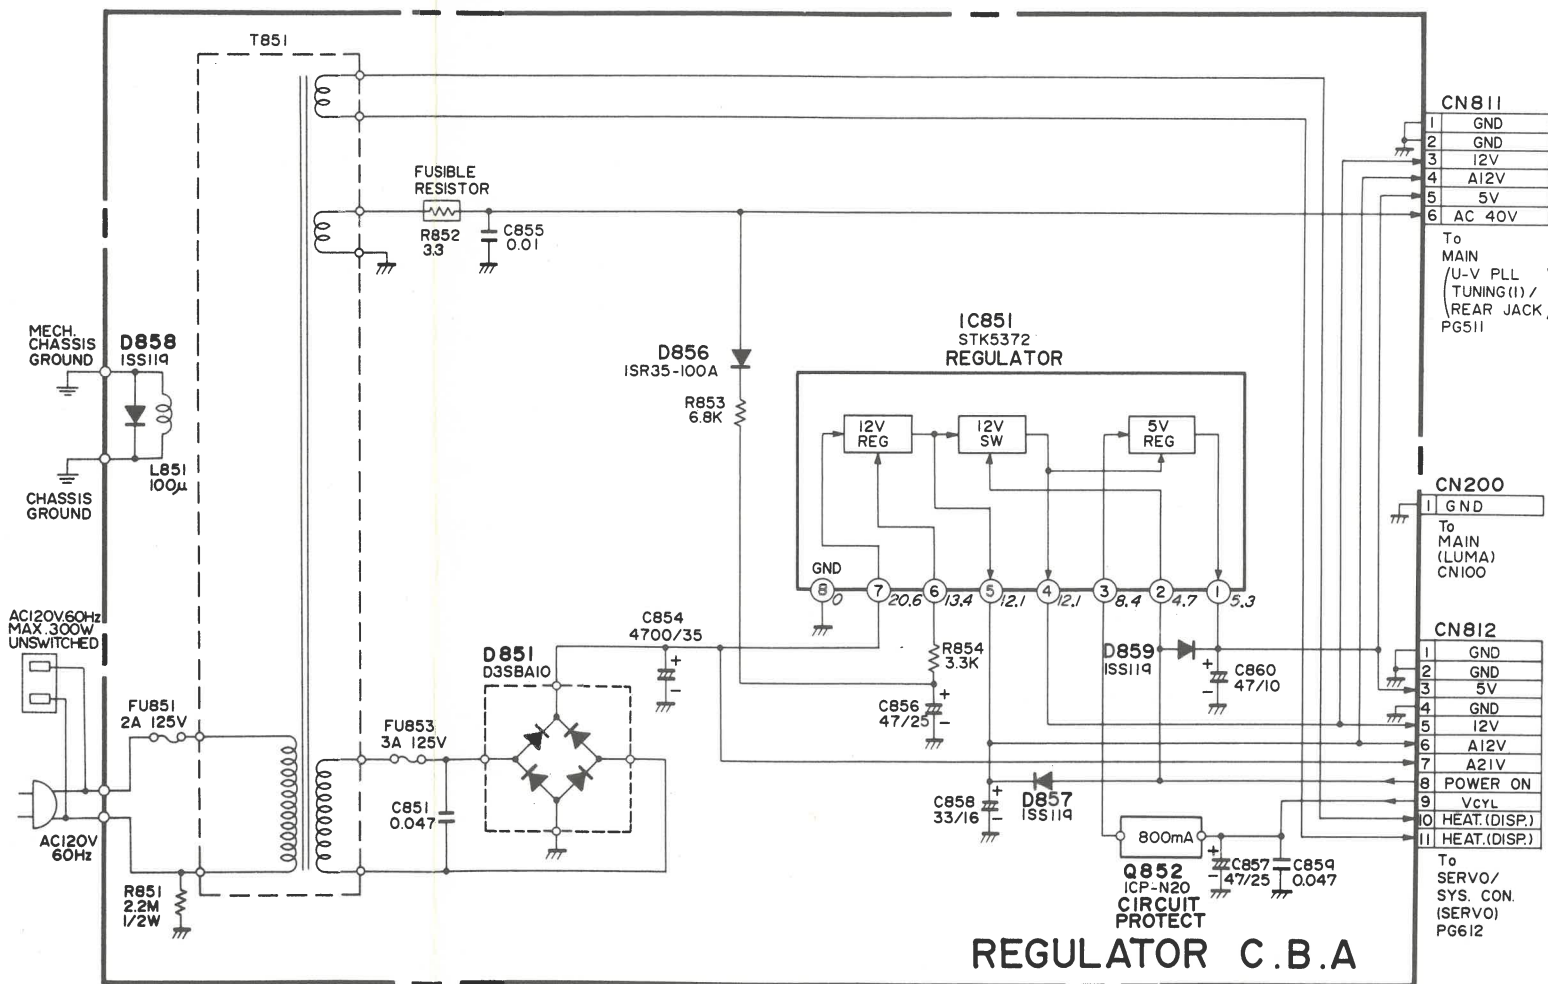 T851
CN811
1 GND
2 GND
3 12V
4 A12V
5 5V
6 AC 40V
To
MAIN
(U-V PLL
TUNING(1)/
REAR JACK)
PG511
FUSIBLE
RESISTOR
R852
3.3
C855
0.01
MECH.
CHASSIS
GROUND
D858
1SS119
L851
100μ
CHASSIS
GROUND
D856
1SR35-100A
R853
6.8K
IC851
STK5372
REGULATOR
12V
REG
12V
SW
5V
REG
GND
8 0
7 20.6
6 13.4
5 12.1
4 12.1
3 8.4
2 4.7
1 5.3
CN200
1 GND
To
MAIN
(LUMA)
CN100
AC120V.60Hz
MAX.300W
UNSWITCHED
FU851
2A 125V
AC120V
60Hz
R851
2.2M
1/2W
FU853
3A 125V
C851
0.047
D851
D3SBA10
C854
4700/35
+
-
R854
3.3K
C856
47/25
+
-
D859
1SS119
C860
47/10
+
-
C858
33/16
+
-
D857
1SS119
800mA
Q852
ICP-N20
CIRCUIT
PROTECT
C857
47/25
+
-
C859
0.047
CN812
1 GND
2 GND
3 5V
4 GND
5 12V
6 A12V
7 A21V
8 POWER ON
9 VCYL
10 HEAT.(DISP.)
11 HEAT.(DISP.)
To
SERVO/
SYS. CON.
(SERVO)
PG612
REGULATOR C.B.A